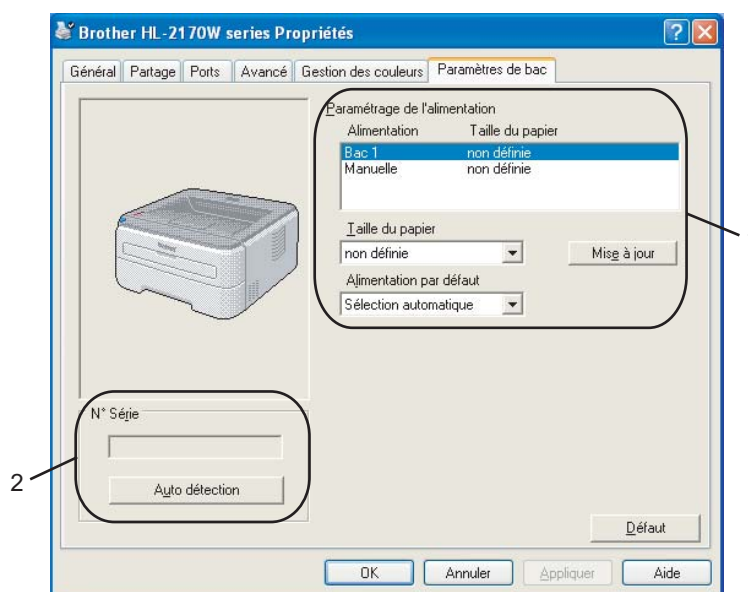 Brother HL-2170W series Propriétés
Général Partage Ports Avancé Gestion des couleurs Paramètres de bac
Paramétrage de l'alimentation
Alimentation Taille du papier
Bac 1 non définie
Manuelle non définie
Taille du papier
non définie Mise à jour
Alimentation par défaut
Sélection automatique
N° Série
2
Auto détection
Défaut
OK Annuler Appliquer Aide